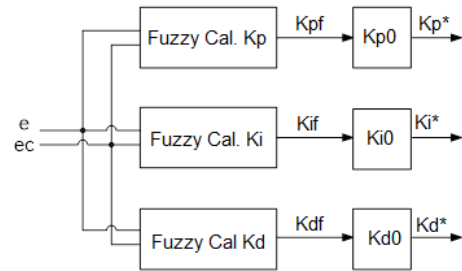 Fuzzy Cal. Kp
Kpf
Kp0
Kp*
e
ec
Fuzzy Cal. Ki
Kif
Ki0
Ki*
Fuzzy Cal Kd
Kdf
Kd0
Kd*